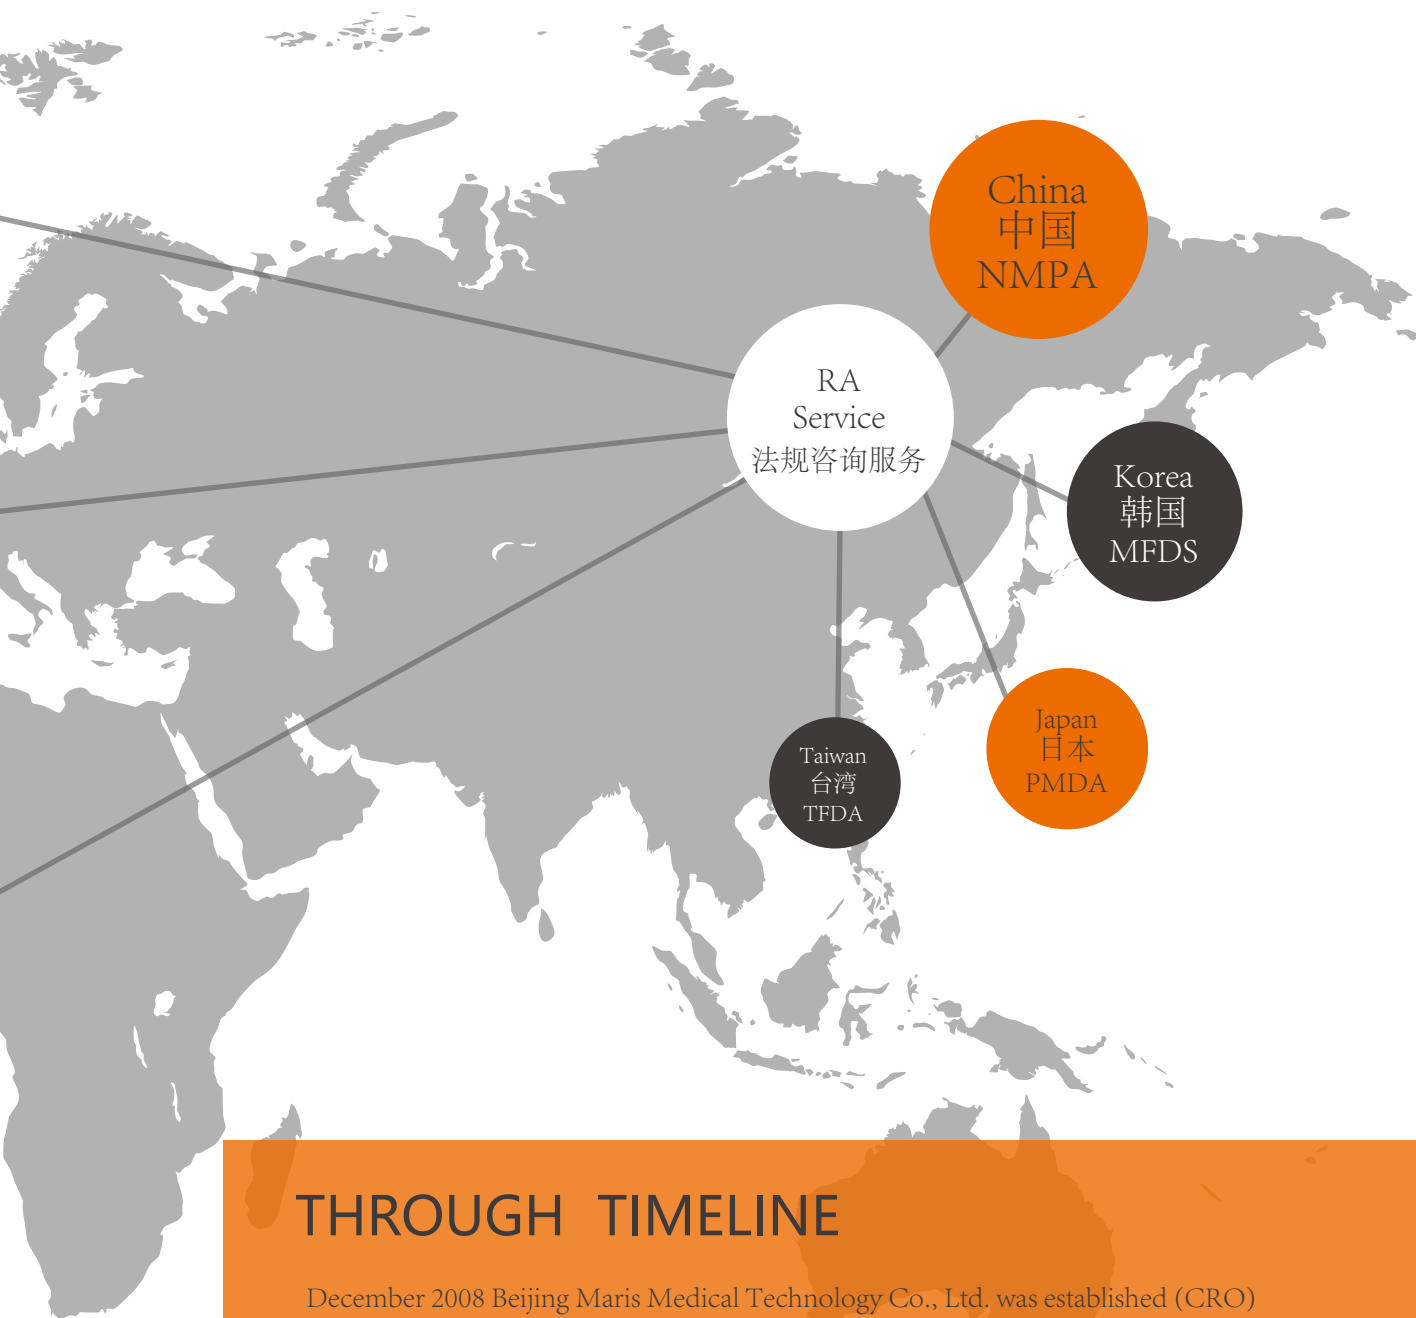 China
中国
NMPA
RA
Service
法规咨询服务
Korea
韩国
MFDS
Japan
日本
PMDA
Taiwan
台湾
TFDA
THROUGH TIMELINE
December 2008 Beijing Maris Medical Technology Co., Ltd. was established (CRO)